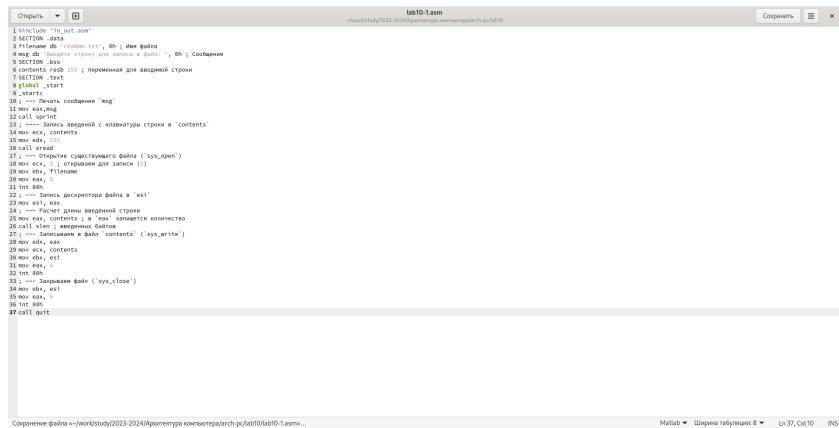 Открыть
lab10-1.asm
~/work/study/2023-2024/Архитектура компьютера/arch-pc/lab10
Сохранить
1 %include 'in_out.asm'
2 SECTION .data
3 filename db 'readme.txt', 0h ; Имя файла
4 msg db 'Введите строку для записи в файл: ', 0h ; Сообщение
5 SECTION .bss
6 contents resb 255 ; переменная для вводимой строки
7 SECTION .text
8 global _start
9 _start:
10 ; --- Печать сообщения `msg`
11 mov eax,msg
12 call sprint
13 ; ---- Запись введеной с клавиатуры строки в `contents`
14 mov ecx, contents
15 mov edx, 255
16 call sread
17 ; --- Открытие существующего файла (`sys_open`)
18 mov ecx, 2 ; открываем для записи (2)
19 mov ebx, filename
20 mov eax, 5
21 int 80h
22 ; --- Запись дескриптора файла в `esi`
23 mov esi, eax
24 ; --- Расчет длины введенной строки
25 mov eax, contents ; в `eax` запишется количество
26 call slen ; введенных байтов
27 ; --- Записываем в файл `contents` (`sys_write`)
28 mov edx, eax
29 mov ecx, contents
30 mov ebx, esi
31 mov eax, 4
32 int 80h
33 ; --- Закрываем файл (`sys_close`)
34 mov ebx, esi
35 mov eax, 6
36 int 80h
37 call quit
Сохранение файла «~/work/study/2023-2024/Архитектура компьютера/arch-pc/lab10/lab10-1.asm»...
Matlab
Ширина табуляции: 8
Ln 37, Col 10
INS